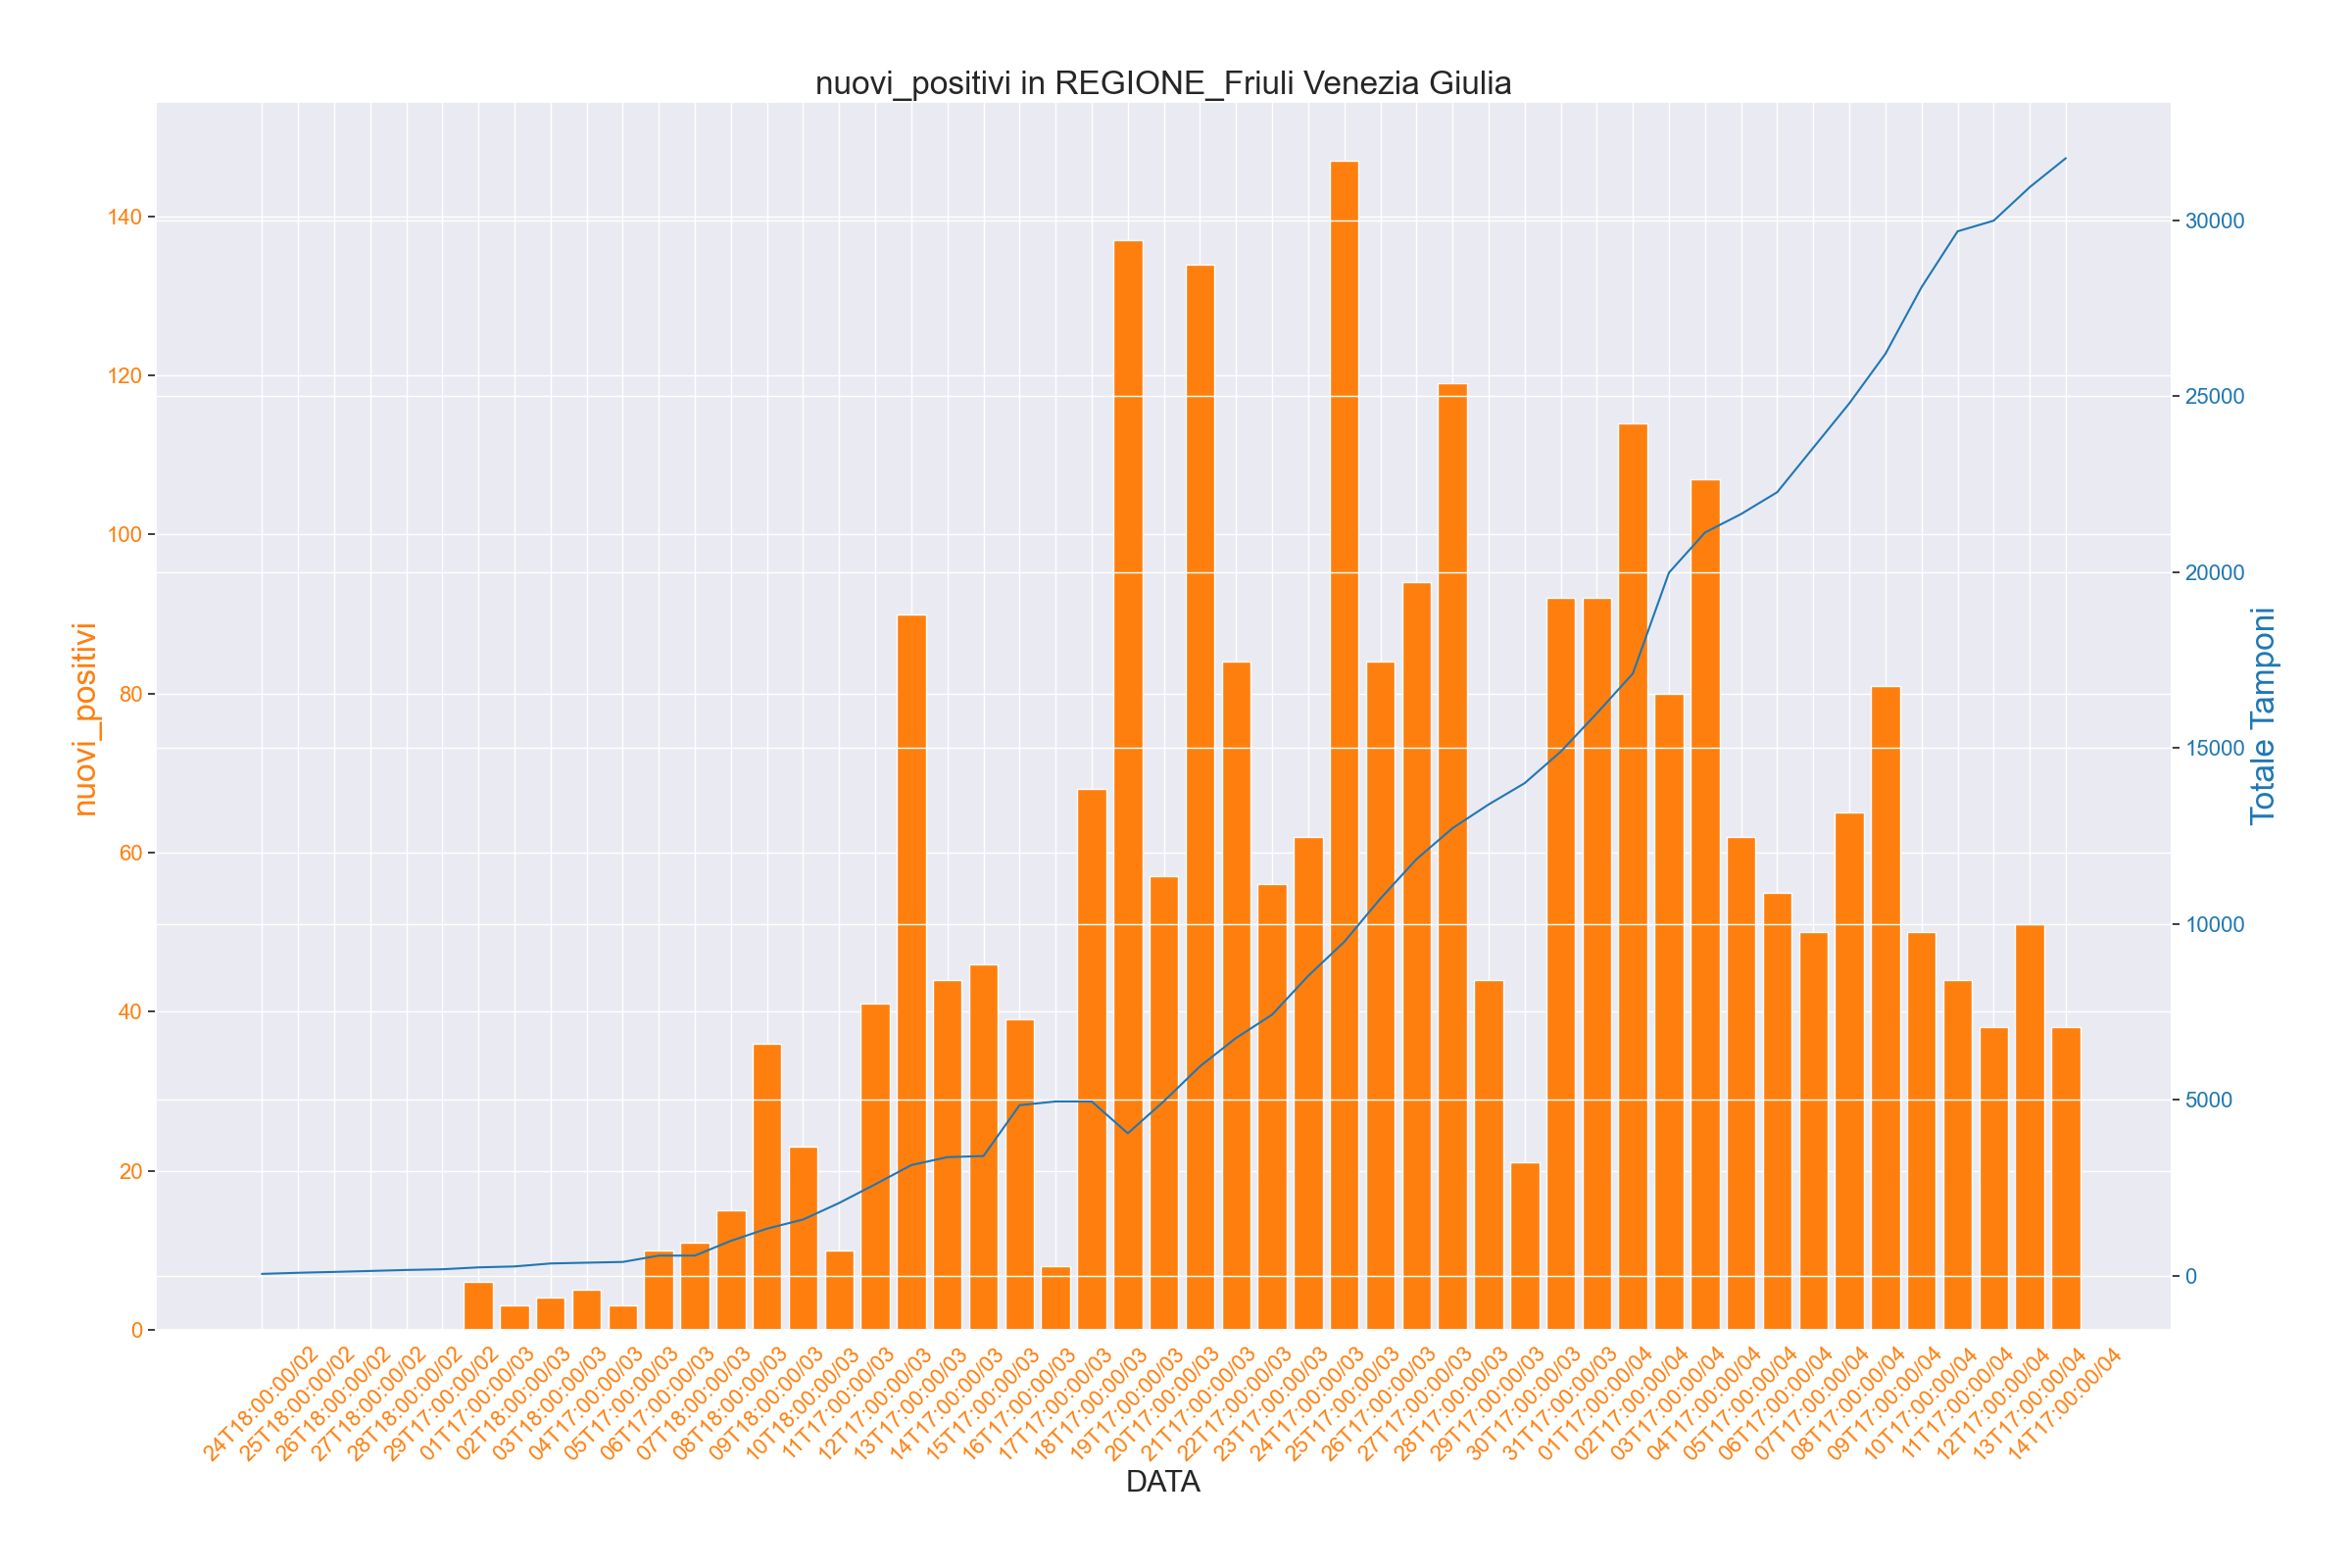 nuovi_positivi in REGIONE_Friuli Venezia Giulia
nuovi_positivi
140
120
100
80
60
40
20
0
30000
25000
20000
15000
10000
5000
0
Totale Tamponi
24T18:00:00/02
25T18:00:00/02
26T18:00:00/02
27T18:00:00/02
28T18:00:00/02
29T17:00:00/02
01T17:00:00/03
02T18:00:00/03
03T18:00:00/03
04T17:00:00/03
05T17:00:00/03
06T17:00:00/03
07T18:00:00/03
08T18:00:00/03
09T18:00:00/03
10T18:00:00/03
11T17:00:00/03
12T17:00:00/03
13T17:00:00/03
14T17:00:00/03
15T17:00:00/03
16T17:00:00/03
17T17:00:00/03
18T17:00:00/03
19T17:00:00/03
20T17:00:00/03
21T17:00:00/03
22T17:00:00/03
23T17:00:00/03
24T17:00:00/03
25T17:00:00/03
26T17:00:00/03
27T17:00:00/03
28T17:00:00/03
29T17:00:00/03
30T17:00:00/03
31T17:00:00/03
01T17:00:00/04
02T17:00:00/04
03T17:00:00/04
04T17:00:00/04
05T17:00:00/04
06T17:00:00/04
07T17:00:00/04
08T17:00:00/04
09T17:00:00/04
10T17:00:00/04
11T17:00:00/04
12T17:00:00/04
13T17:00:00/04
14T17:00:00/04
DATA